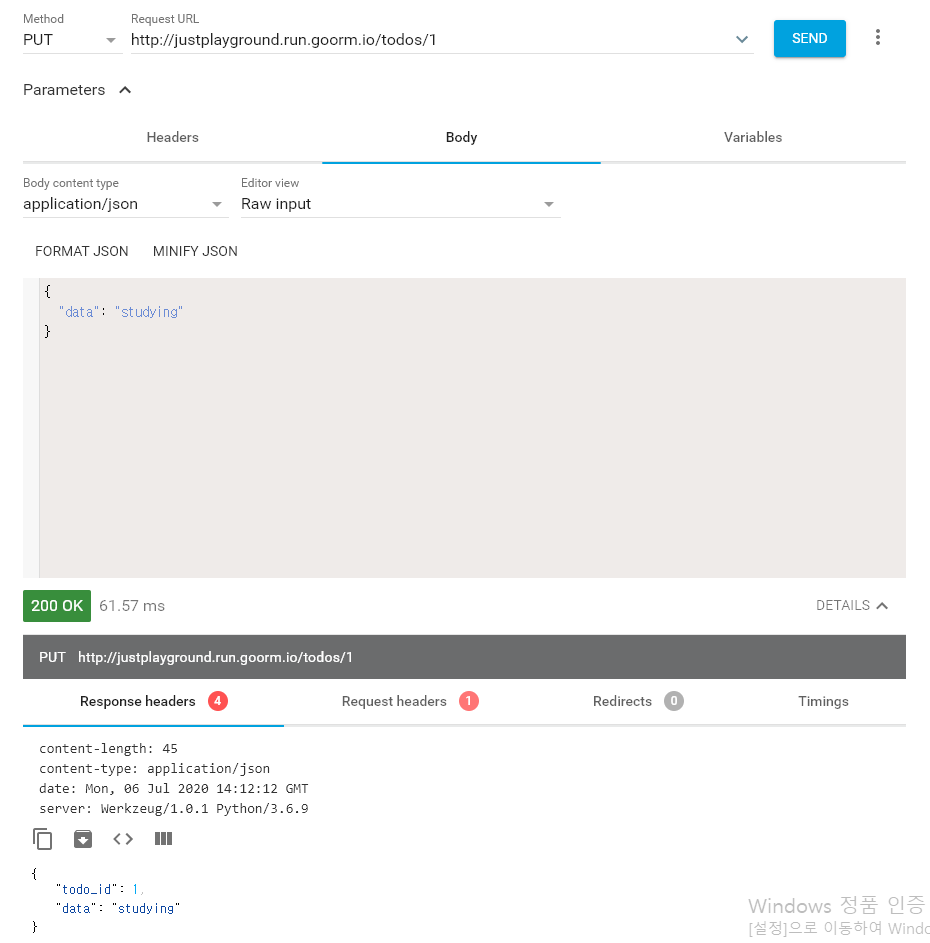 Method
Request URL
PUT
http://justplayground.run.goorm.io/todos/1
SEND
Parameters
Headers
Body
Variables
Body content type
Editor view
application/json
Raw input
FORMAT JSON
MINIFY JSON
{
"data": "studying"
}
200 OK
61.57 ms
DETAILS
PUT http://justplayground.run.goorm.io/todos/1
Response headers 4
Request headers 1
Redirects 0
Timings
content-length: 45
content-type: application/json
date: Mon, 06 Jul 2020 14:12:12 GMT
server: Werkzeug/1.0.1 Python/3.6.9
{
"todo_id": 1,
"data": "studying"
}
Windows 정품 인증
[설정]으로 이동하여 Windo